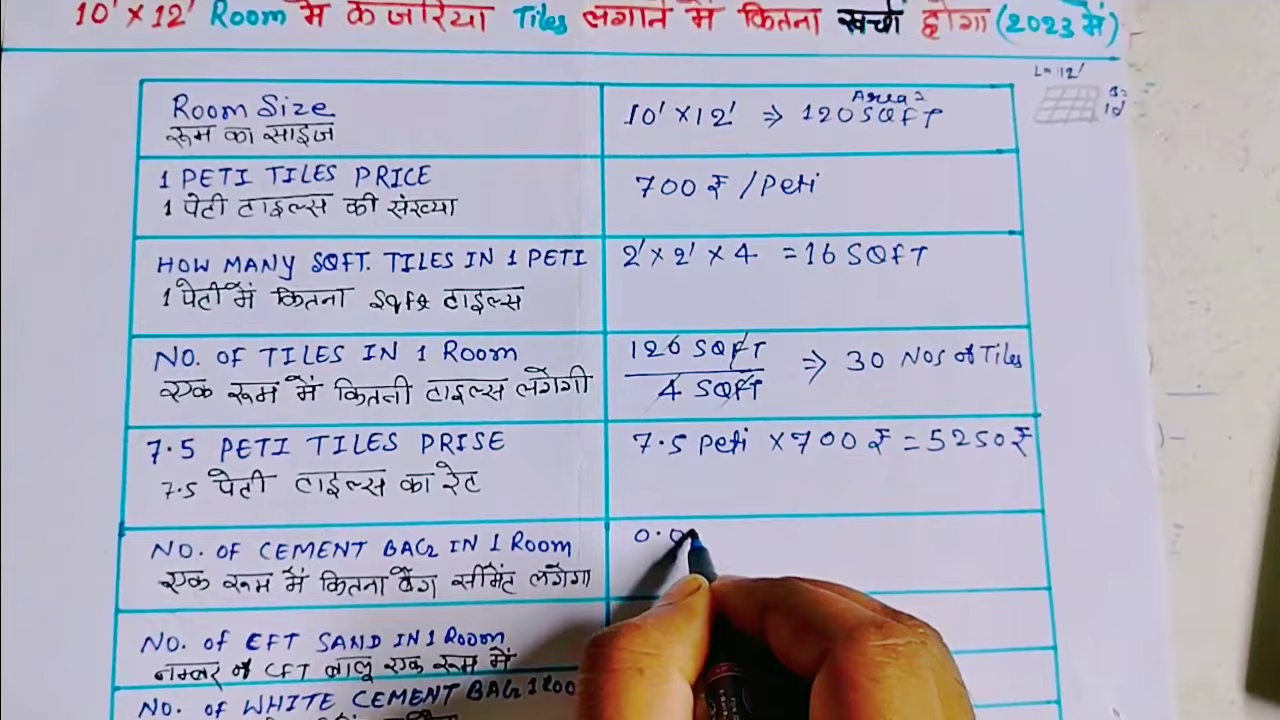 10' × 12' Room में के जरिया Tiles लगाने में कितना खर्चा होगा (2023 में)
L= 12'
Room Size
रूम का साइज
10' × 12' ⇒ 120 SQFT
Area =
B=
10'
1 PETI TILES PRICE
1 पेटी टाइल्स की संख्या
700 ₹ /Peti
HOW MANY SQFT. TILES IN 1 PETI
1 पेटी में कितना sqft टाइल्स
2' × 2' × 4 = 16 SQFT
NO. OF TILES IN 1 Room
एक रूम में कितनी टाइल्स लगेगी
120 SQFT
4 SQFT
⇒ 30 Nos of Tiles
7.5 PETI TILES PRISE
7.5 पेटी टाइल्स का रेट
7.5 Peti × 700 ₹ = 5250 ₹
NO. OF CEMENT BAG IN 1 Room
एक रूम में कितना बैग सीमेंट लगेगा
0.0
NO. of CFT SAND IN 1 Room
नम्बर of CFT बालू एक रूम में
NO. of WHITE CEMENT BAG 1 Roo